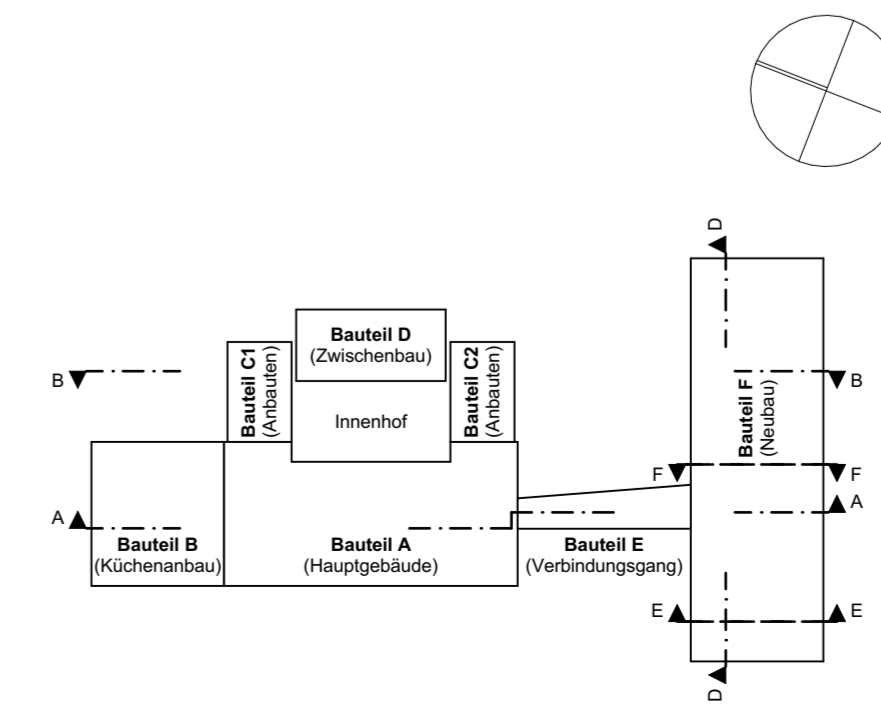 D
Bauteil D
(Zwischenbau)
Bauteil C1
(Anbauten)
Bauteil C2
(Anbauten)
B
B
Bauteil F
(Neubau)
Innenhof
F
F
A
A
Bauteil B
(Küchenanbau)
Bauteil A
(Hauptgebäude)
Bauteil E
(Verbindungsgang)
E
E
D